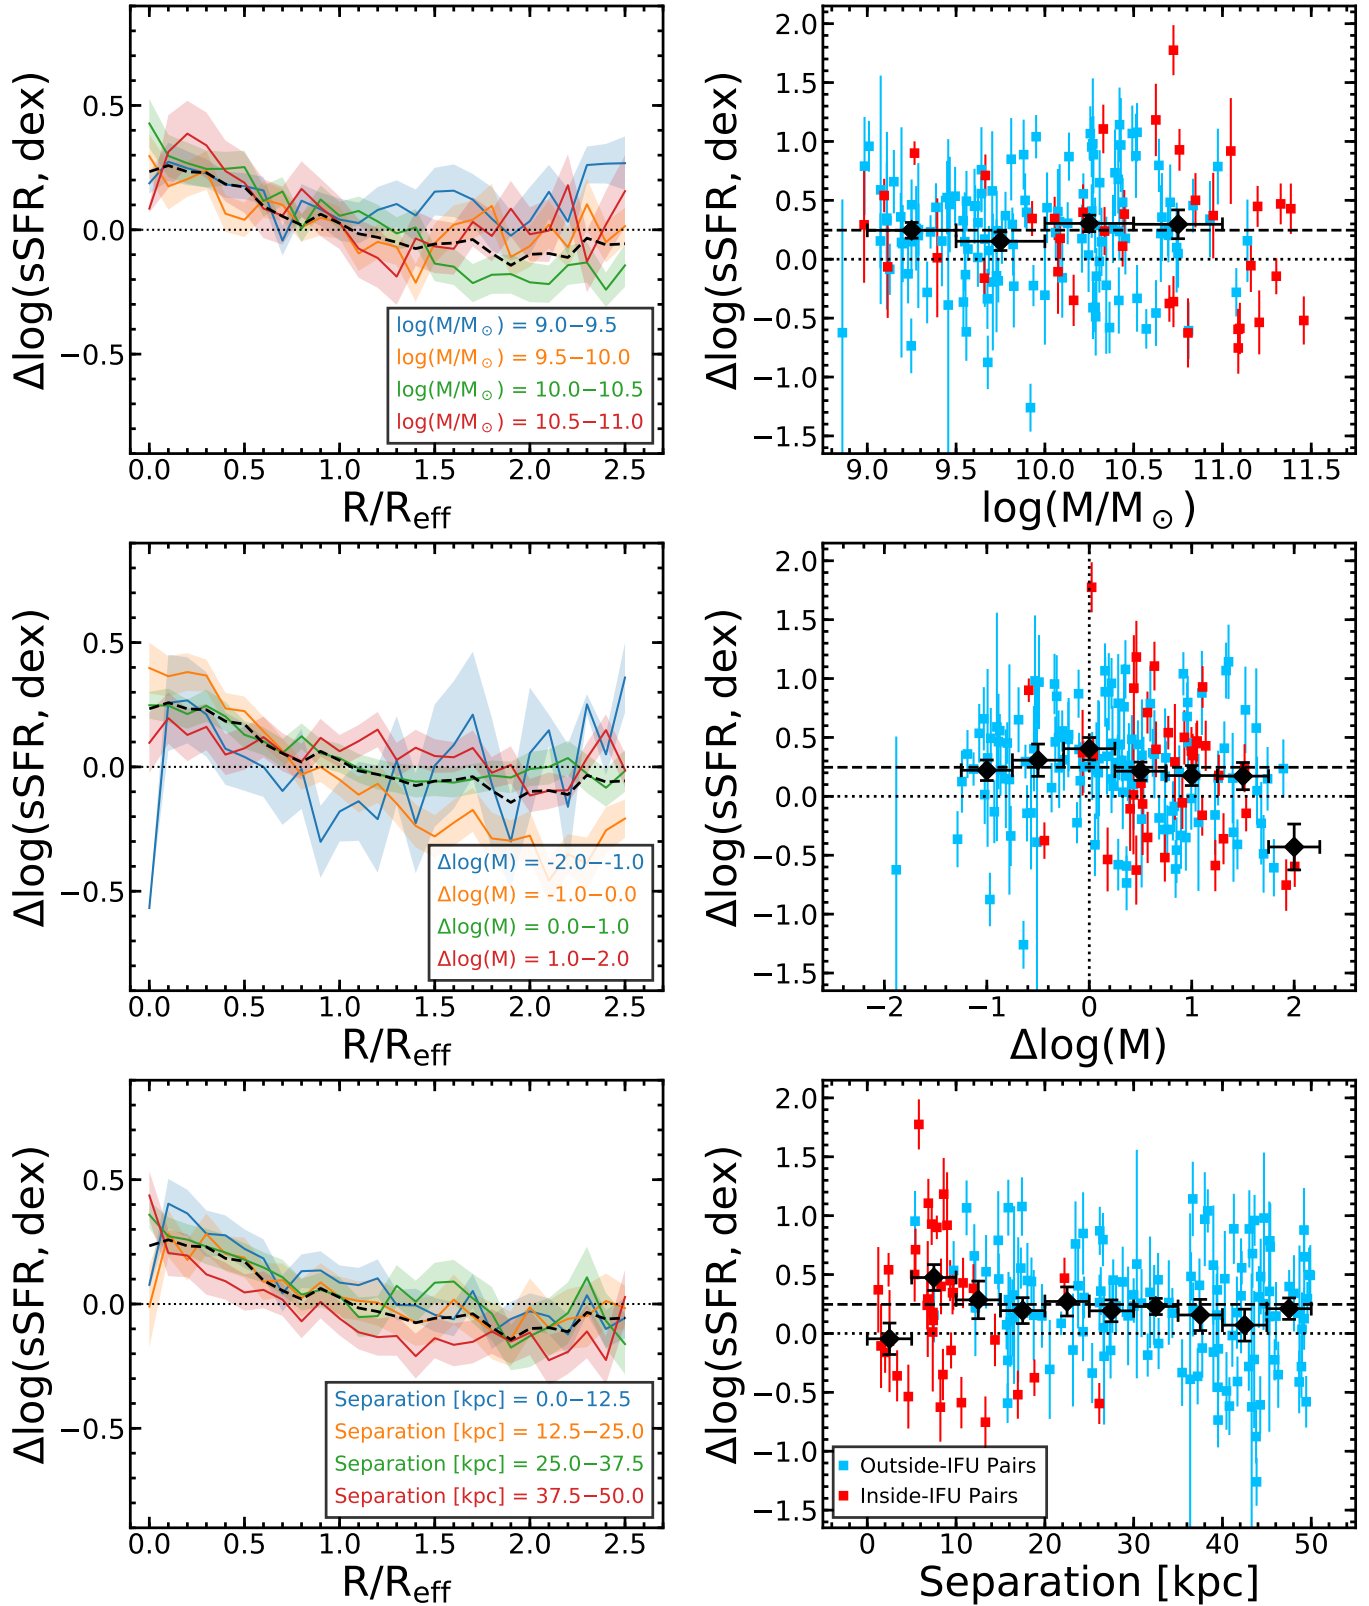 Δlog(sSFR, dex)
0.5
0.0
−0.5
log(M/M⊙) = 9.0−9.5
log(M/M⊙) = 9.5−10.0
log(M/M⊙) = 10.0−10.5
log(M/M⊙) = 10.5−11.0
0.0 0.5 1.0 1.5 2.0 2.5
R/Reff
Δlog(sSFR, dex)
2.0
1.5
1.0
0.5
0.0
−0.5
−1.0
−1.5
9.0 9.5 10.0 10.5 11.0 11.5
log(M/M⊙)
Δlog(sSFR, dex)
0.5
0.0
−0.5
Δlog(M) = -2.0−-1.0
Δlog(M) = -1.0−0.0
Δlog(M) = 0.0−1.0
Δlog(M) = 1.0−2.0
0.0 0.5 1.0 1.5 2.0 2.5
R/Reff
Δlog(sSFR, dex)
2.0
1.5
1.0
0.5
0.0
−0.5
−1.0
−1.5
−2 −1 0 1 2
Δlog(M)
Δlog(sSFR, dex)
0.5
0.0
−0.5
Separation [kpc] = 0.0−12.5
Separation [kpc] = 12.5−25.0
Separation [kpc] = 25.0−37.5
Separation [kpc] = 37.5−50.0
0.0 0.5 1.0 1.5 2.0 2.5
R/Reff
Δlog(sSFR, dex)
2.0
1.5
1.0
0.5
0.0
−0.5
−1.0
−1.5
Outside-IFU Pairs
Inside-IFU Pairs
0 10 20 30 40 50
Separation [kpc]